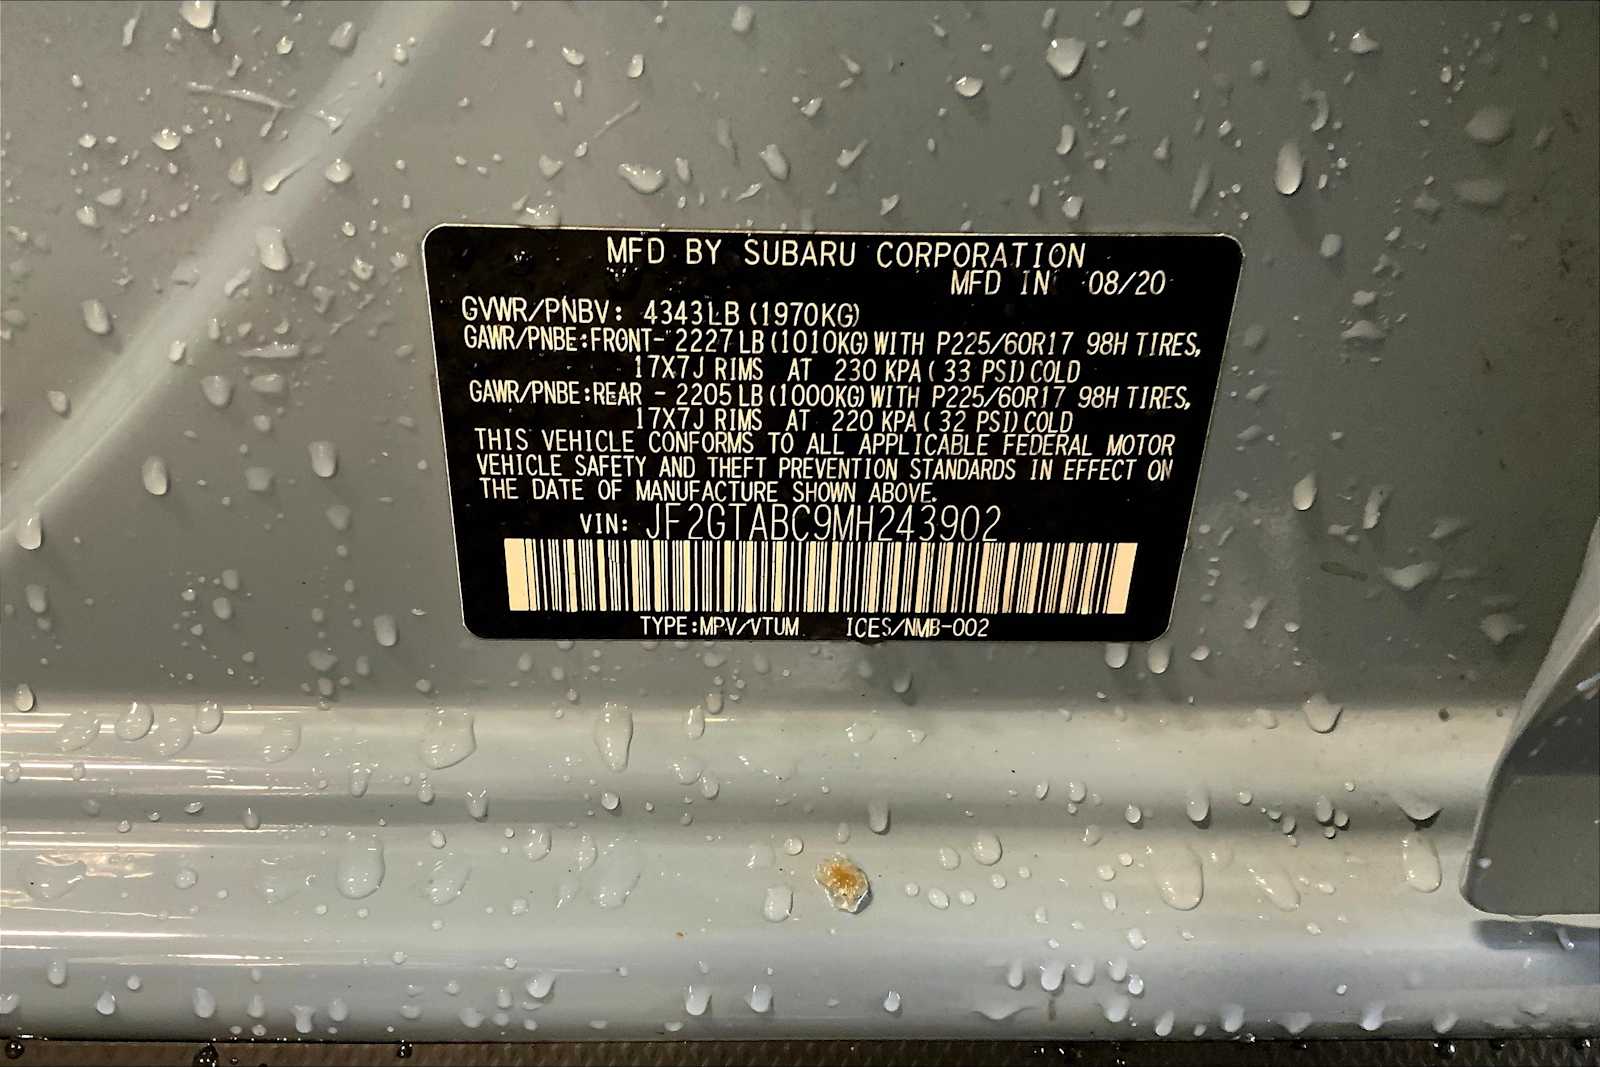 MFD BY SUBARU CORPORATION
MFD IN 08/20
GVWR/PNBV: 4343LB (1970KG)
GAWR/PNBE:FRONT- 2227LB (1010KG) WITH P225/60R17 98H TIRES,
17X7J RIMS AT 230 KPA ( 33 PSI) COLD
GAWR/PNBE:REAR - 2205LB (1000KG) WITH P225/60R17 98H TIRES,
17X7J RIMS AT 220 KPA ( 32 PSI) COLD
THIS VEHICLE CONFORMS TO ALL APPLICABLE FEDERAL MOTOR
VEHICLE SAFETY AND THEFT PREVENTION STANDARDS IN EFFECT ON
THE DATE OF MANUFACTURE SHOWN ABOVE.
VIN: JF2GTABC9MH243902
TYPE:MPV/VTUM ICES/NMB-002